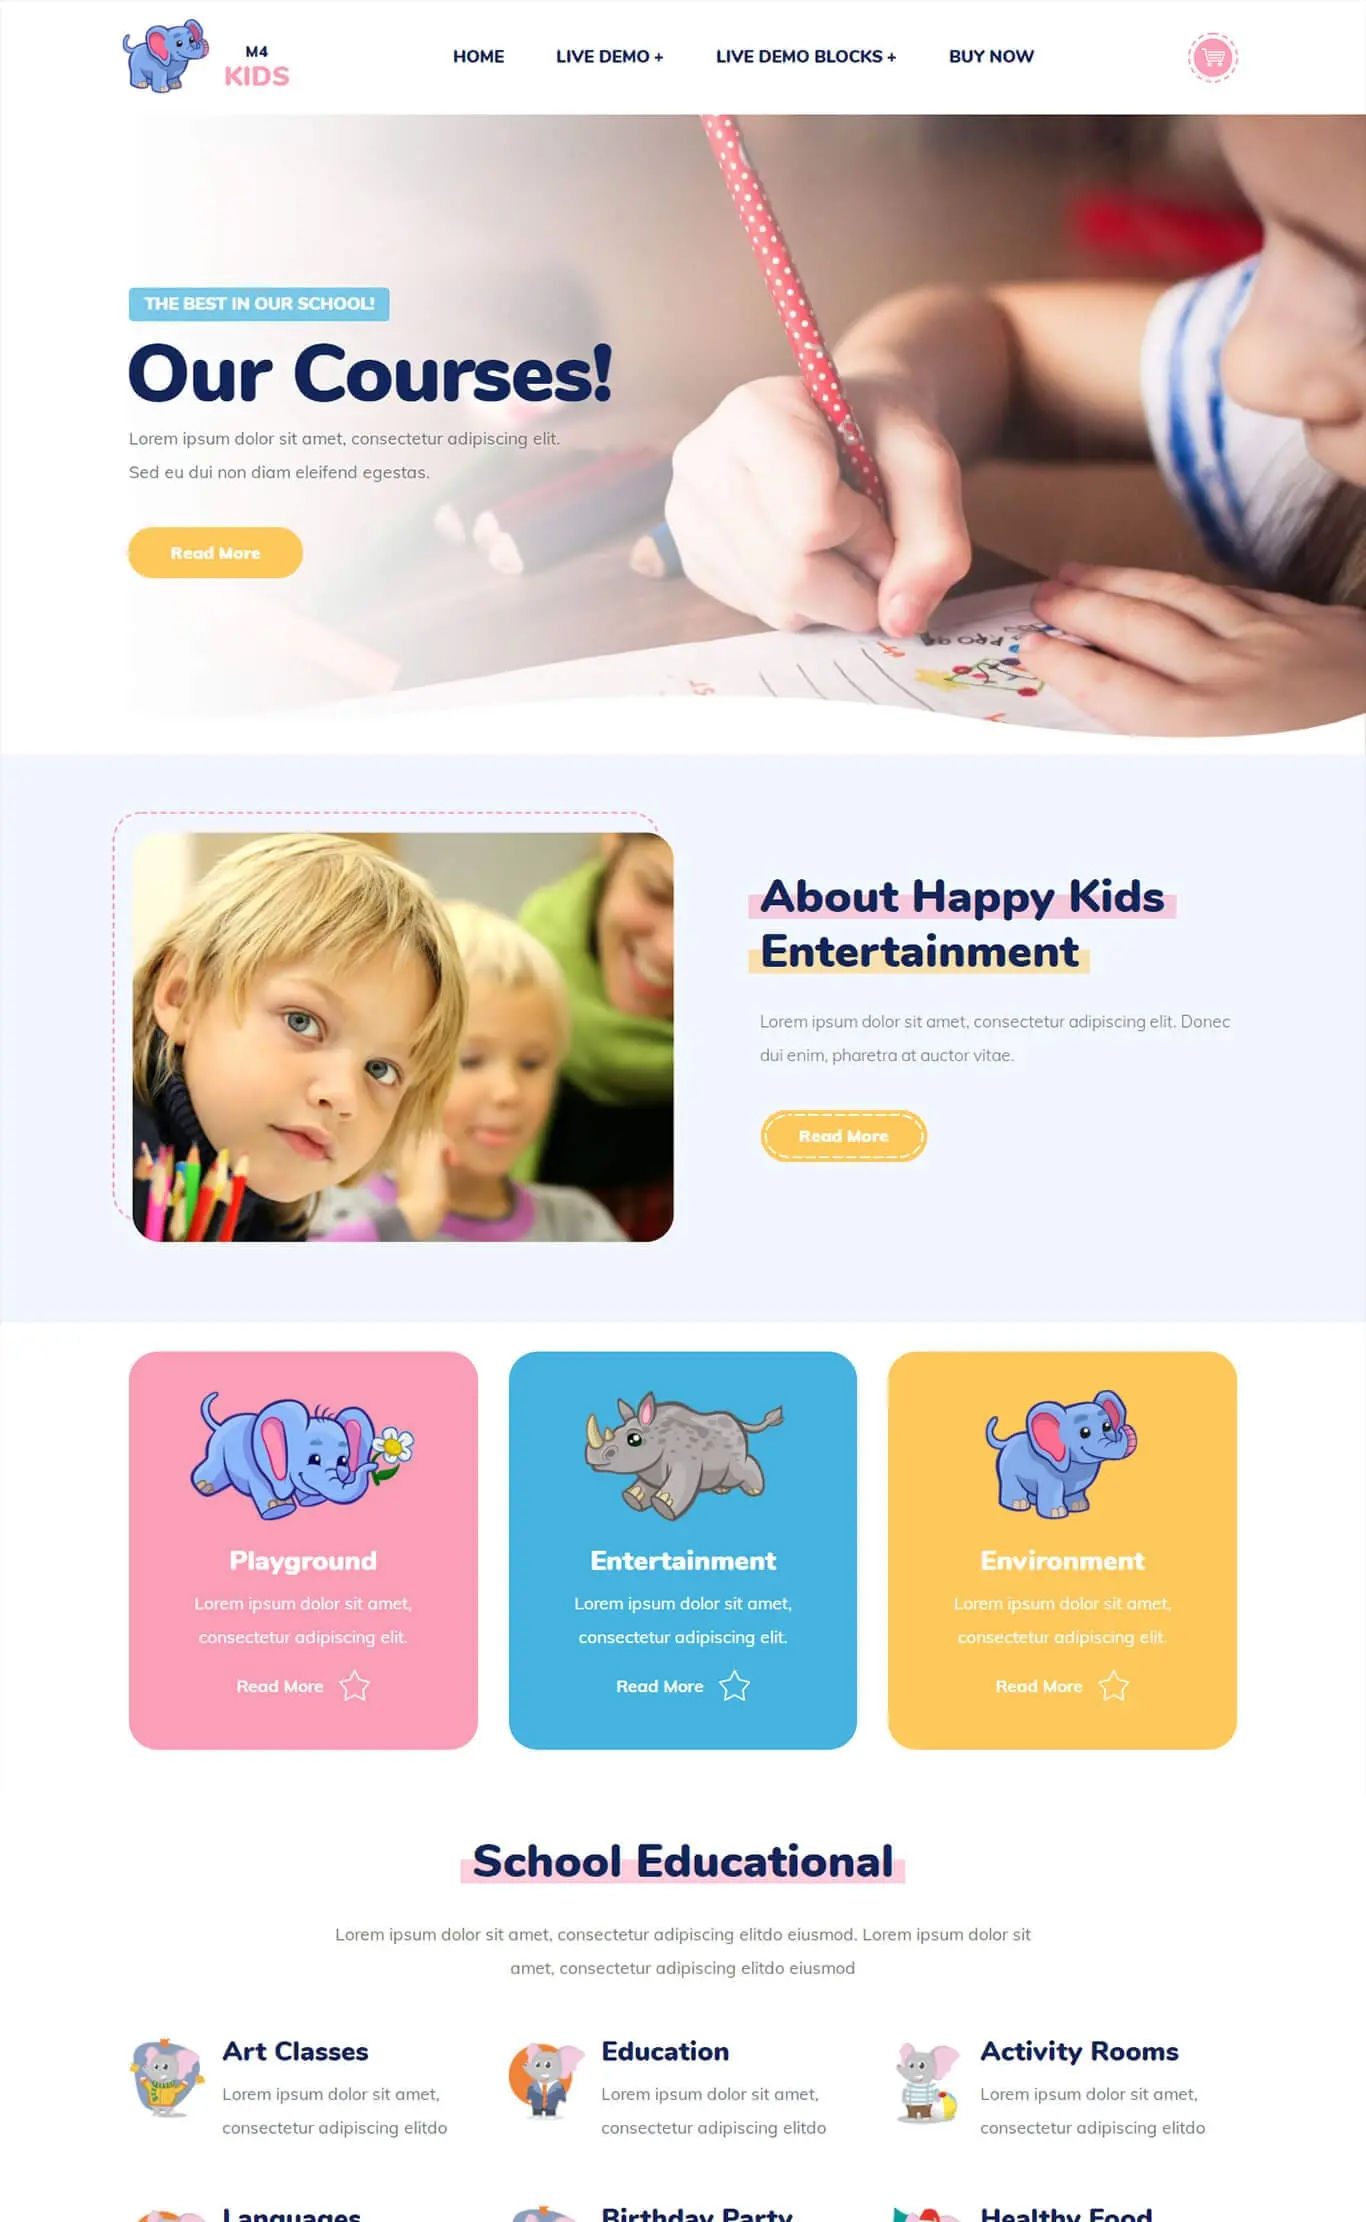 M4
KIDS
HOME
LIVE DEMO +
LIVE DEMO BLOCKS +
BUY NOW
THE BEST IN OUR SCHOOL!
Our Courses!
Lorem ipsum dolor sit amet, consectetur adipiscing elit.
Sed eu dui non diam eleifend egestas.
Read More
About Happy Kids
Entertainment
Lorem ipsum dolor sit amet, consectetur adipiscing elit. Donec
dui enim, pharetra at auctor vitae.
Read More
Playground
Lorem ipsum dolor sit amet,
consectetur adipiscing elit.
Read More
Entertainment
Lorem ipsum dolor sit amet,
consectetur adipiscing elit.
Read More
Environment
Lorem ipsum dolor sit amet,
consectetur adipiscing elit.
Read More
School Educational
Lorem ipsum dolor sit amet, consectetur adipiscing elitdo eiusmod. Lorem ipsum dolor sit
amet, consectetur adipiscing elitdo eiusmod
Art Classes
Lorem ipsum dolor sit amet,
consectetur adipiscing elitdo
Education
Lorem ipsum dolor sit amet,
consectetur adipiscing elitdo
Activity Rooms
Lorem ipsum dolor sit amet,
consectetur adipiscing elitdo
Languages
Birthday Party
Healthy Food